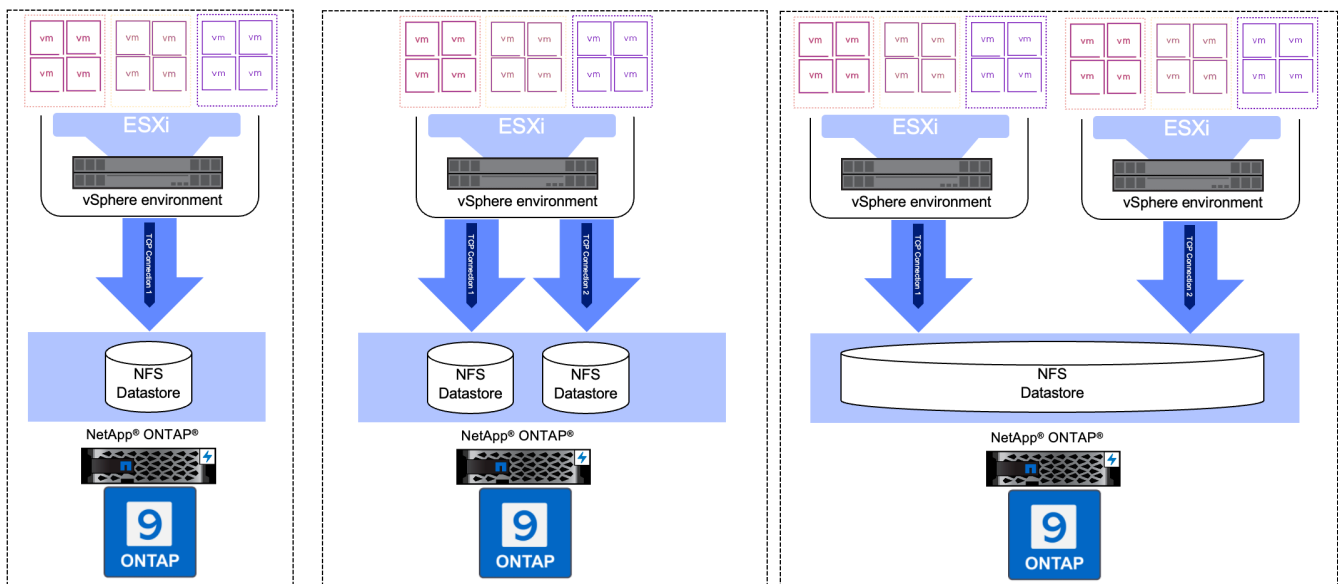 vm vm vm vm vm vm
vm vm vm vm vm vm
ESXi
vSphere environment
TCP Connection 1
NFS
Datastore
NetApp® ONTAP®
9
ONTAP
vm vm vm vm vm vm
vm vm vm vm vm vm
ESXi
vSphere environment
TCP Connection 1
TCP Connection 2
NFS
Datastore
NFS
Datastore
NetApp® ONTAP®
9
ONTAP
vm vm vm vm vm vm
vm vm vm vm vm vm
ESXi
vSphere environment
TCP Connection 1
vm vm vm vm vm vm
vm vm vm vm vm vm
ESXi
vSphere environment
TCP Connection 2
NFS
Datastore
NetApp® ONTAP®
9
ONTAP